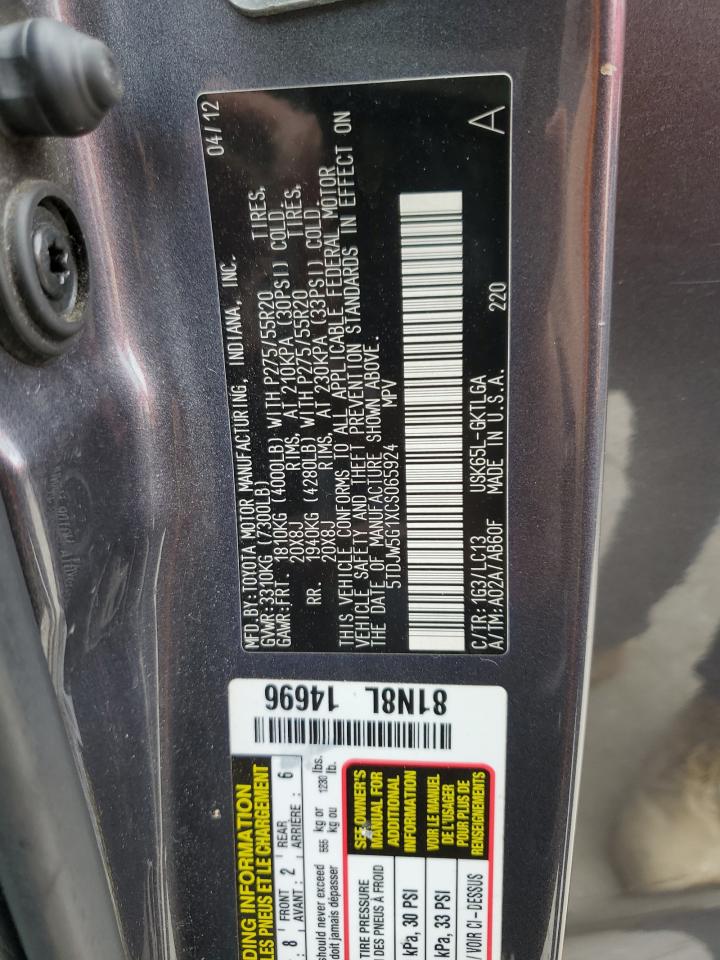 04/12
MFD.BY:TOYOTA MOTOR MANUFACTURING, INDIANA, INC.
GVWR:3310KG (7300LB)
GAWR:FRT. 1810KG (4000LB) WITH P275/55R20 TIRES,
20X8J RIMS, AT 210KPA (30PSI) COLD
RR. 1940KG (4280LB) WITH P275/55R20 TIRES,
20X8J RIMS, AT 230KPA (33PSI) COLD
THIS VEHICLE CONFORMS TO ALL APPLICABLE FEDERAL MOTOR
VEHICLE SAFETY AND THEFT PREVENTION STANDARDS IN EFFECT ON
THE DATE OF MANUFACTURE SHOWN ABOVE.
5TDJW5G1XCS065924 MPV
C/TR: 1G3/LC13 USK65L-GKTLGA
A/TM:A02A/AB60F MADE IN U.S.A. 220
A
81N8L 14696
DING INFORMATION
LES PNEUS ET LE CHARGEMENT
: 8 FRONT 2 REAR 6
AVANT : ARRIÈRE :
should never exceed 555 kg or 1230 lbs.
doit jamais dépasser kg ou lb.
TIRE PRESSURE
DES PNEUS À FROID
SEE OWNER'S
MANUAL FOR
ADDITIONAL
INFORMATION
VOIR LE MANUEL
DE L'USAGER
POUR PLUS DE
RENSEIGNEMENTS
kPa, 30 PSI
kPa, 33 PSI
/ VOIR CI-DESSUS